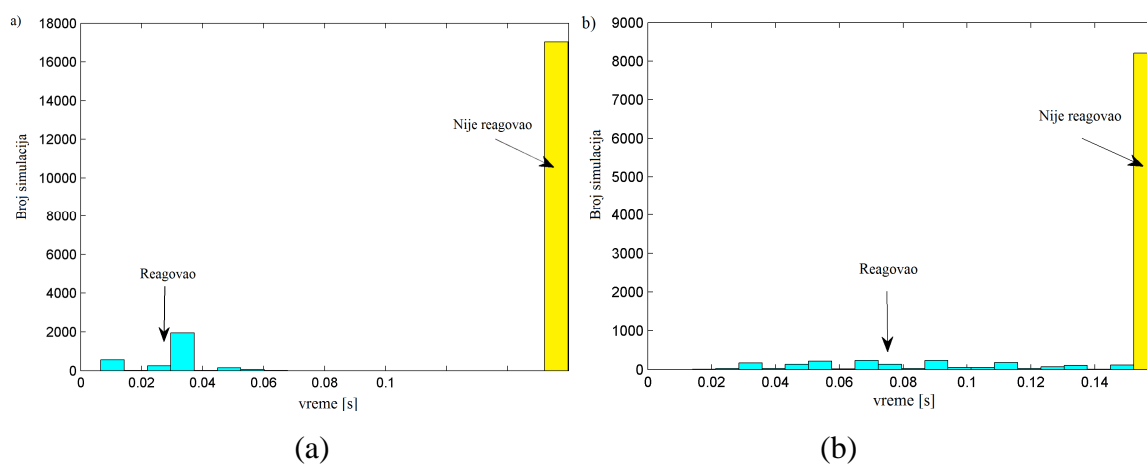 a)
18000
16000
14000
12000
10000
8000
6000
4000
2000
0
Broj simulacija
Nije reagovao
Reagovao
0 0.02 0.04 0.06 0.08 0.1
vreme [s]
(a)
b)
9000
8000
7000
6000
5000
4000
3000
2000
1000
0
Broj simulacija
Nije reagovao
Reagovao
0 0.02 0.04 0.06 0.08 0.1 0.12 0.14
vreme [s]
(b)